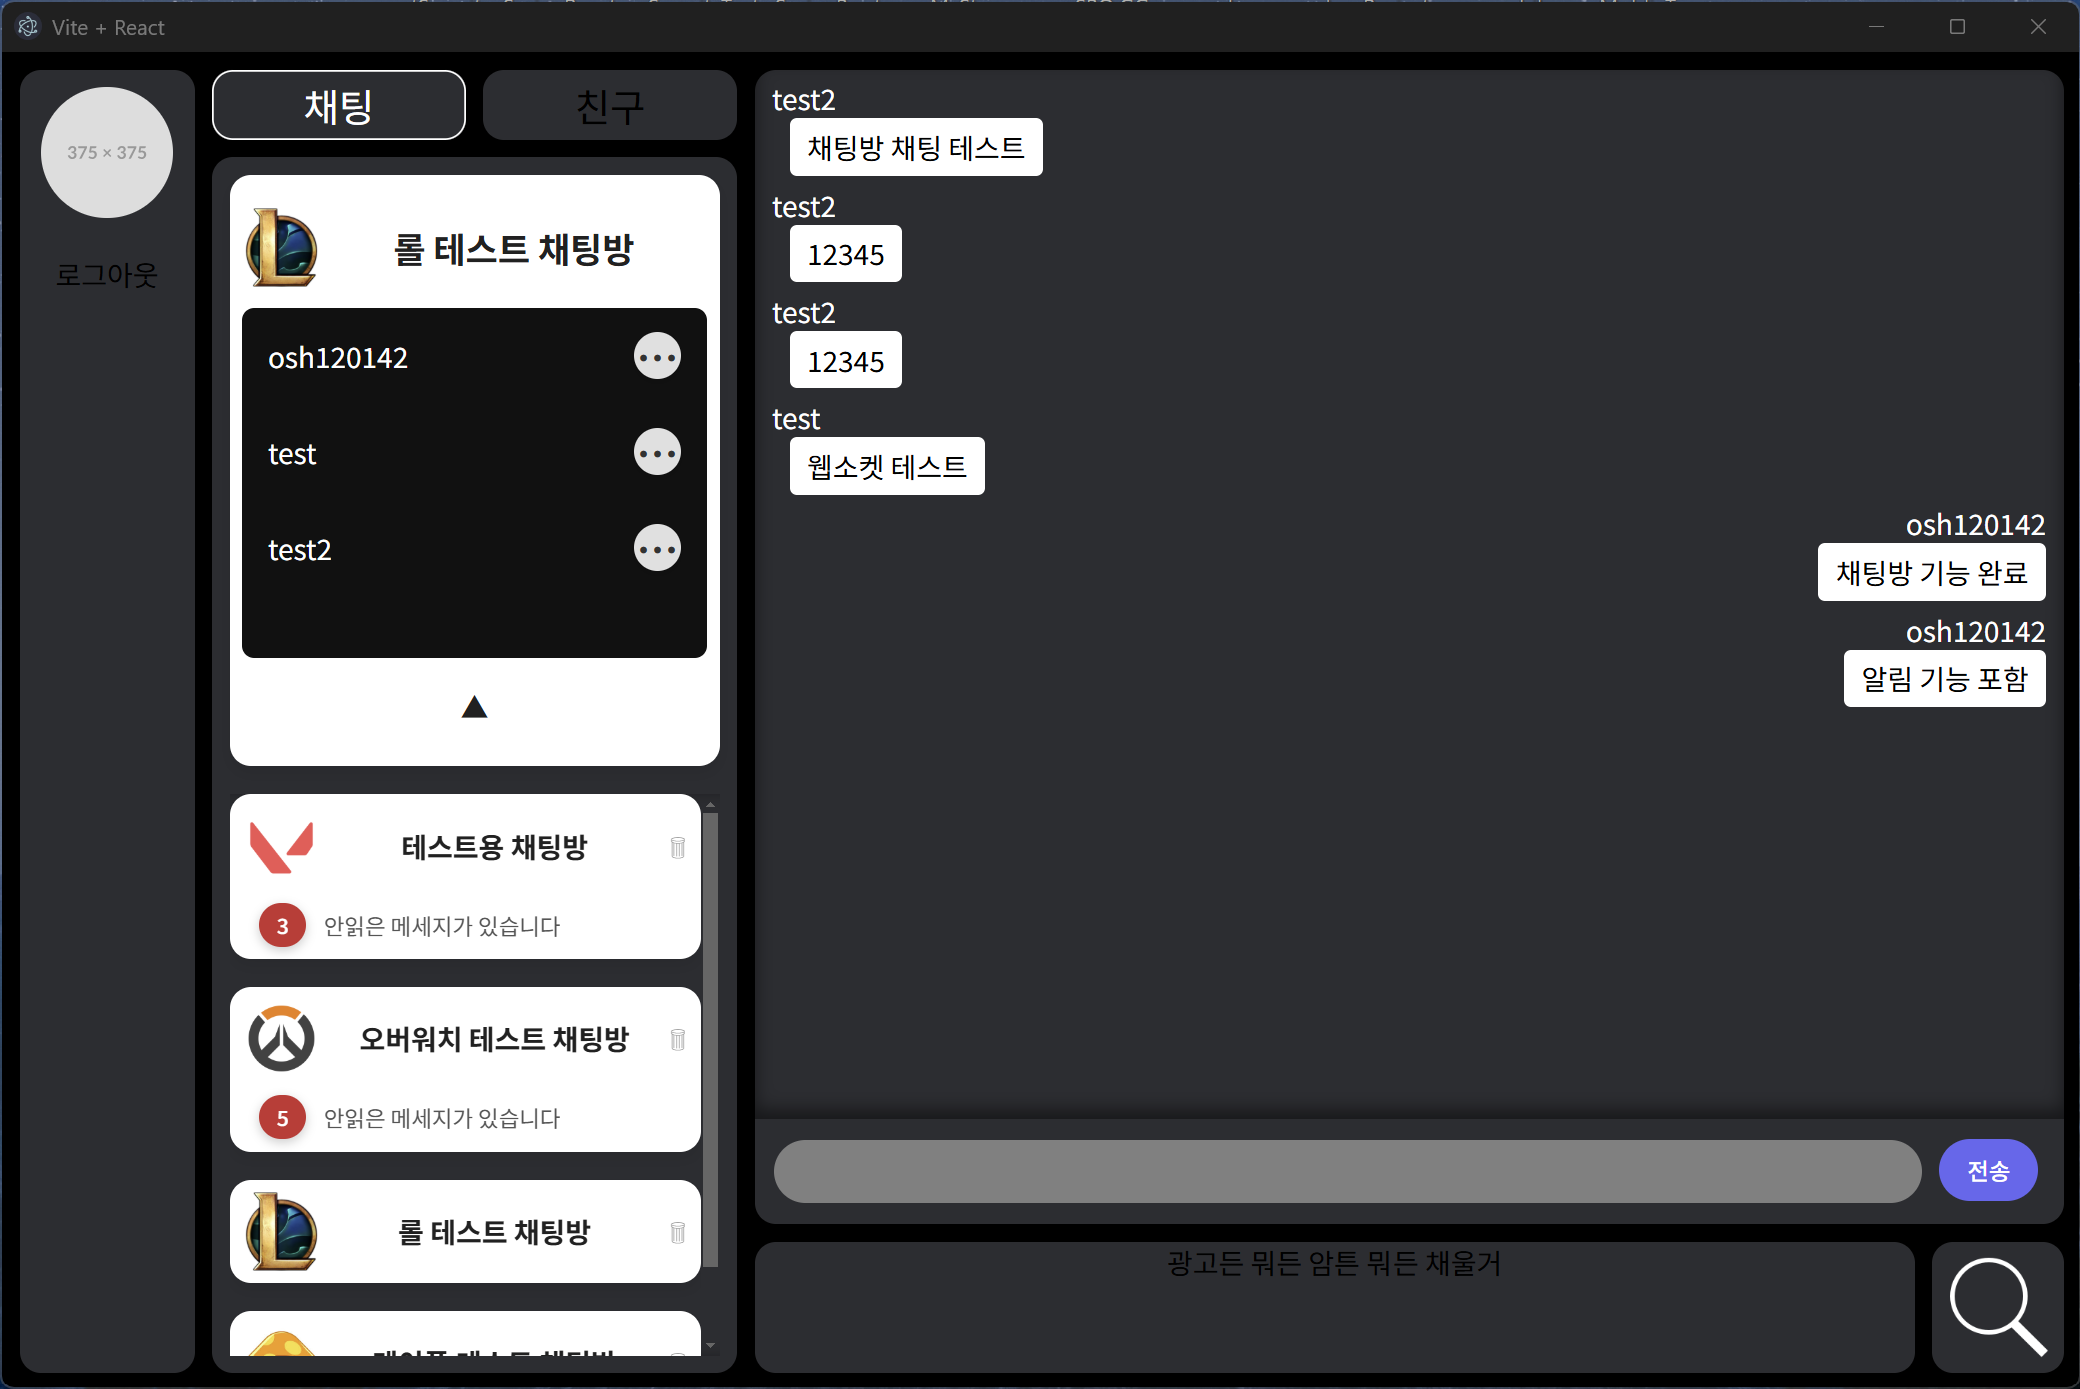 Vite + React
375 × 375
로그아웃
채팅
친구
롤 테스트 채팅방
osh120142
test
test2
테스트용 채팅방
3
안읽은 메세지가 있습니다
오버워치 테스트 채팅방
5
안읽은 메세지가 있습니다
롤 테스트 채팅방
테스트 채팅방
test2
채팅방 채팅 테스트
test2
12345
test2
12345
test
웹소켓 테스트
osh120142
채팅방 기능 완료
osh120142
알림 기능 포함
전송
광고든 뭐든 암튼 뭐든 채울거